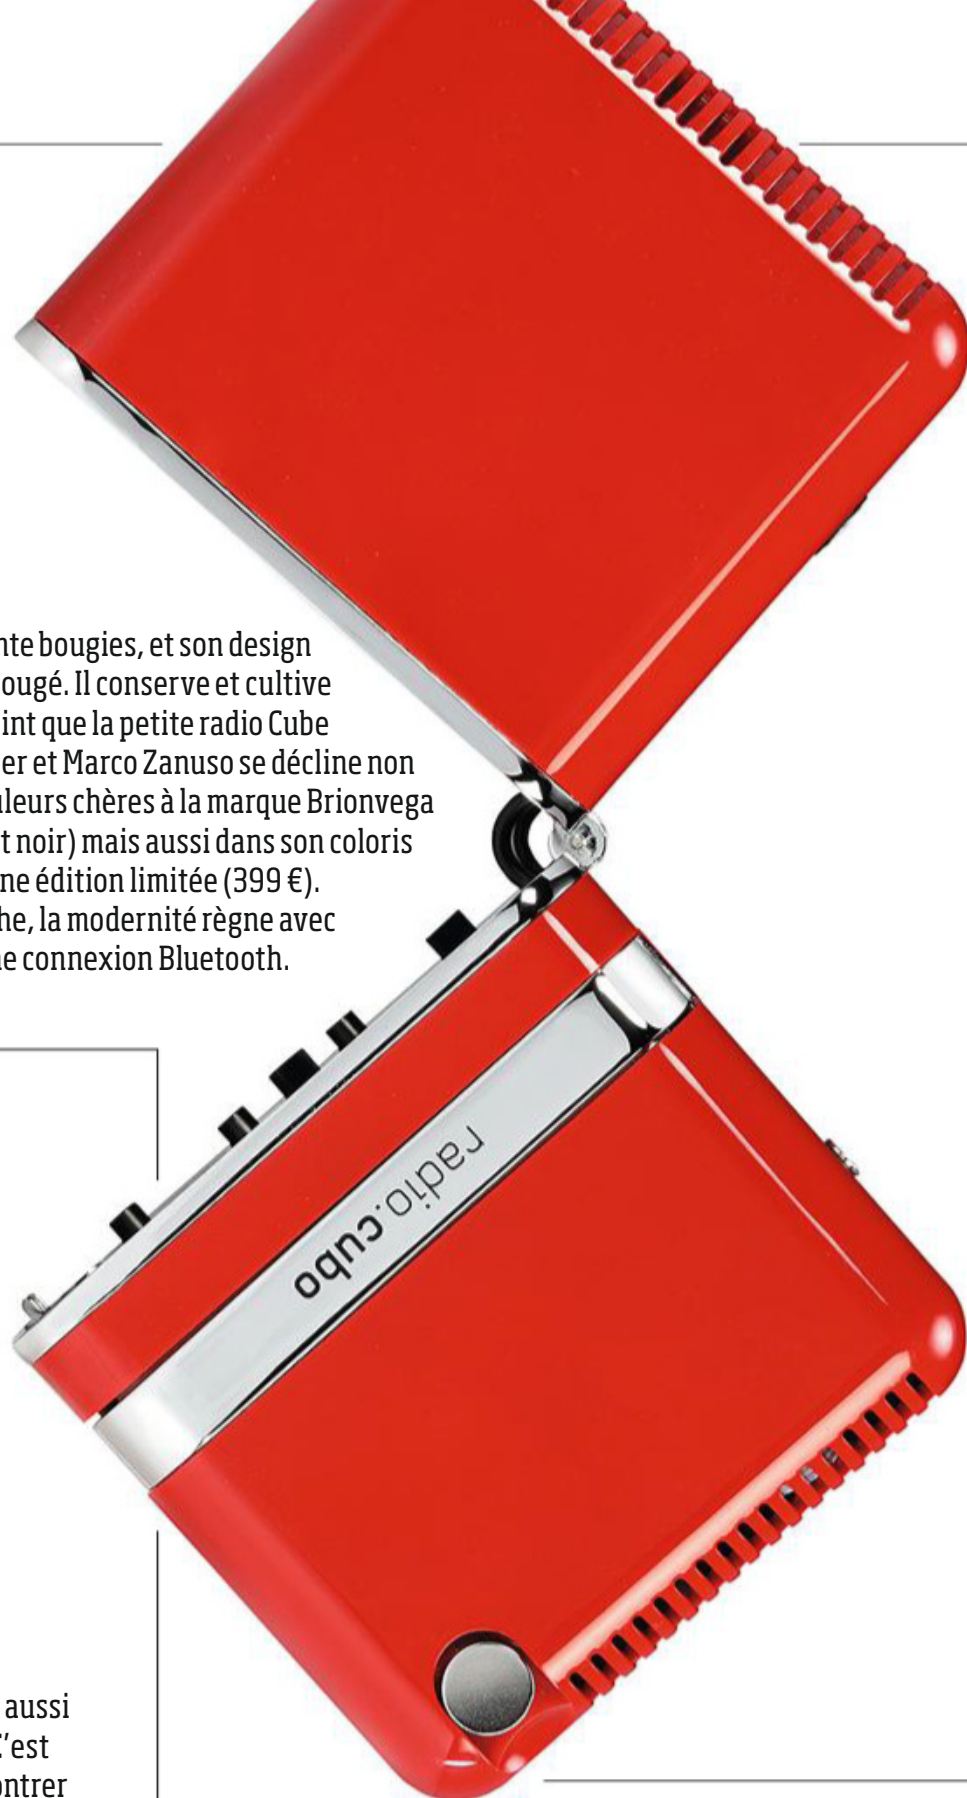 nte bougies, et son design
ougé. Il conserve et cultive
int que la petite radio Cube
er et Marco Zanuso se décline non
uleurs chères à la marque Brionvega
t noir) mais aussi dans son coloris
ne édition limitée (399 €).
he, la modernité règne avec
ne connexion Bluetooth.
radio.cubo
aussi
C’est
ontrer